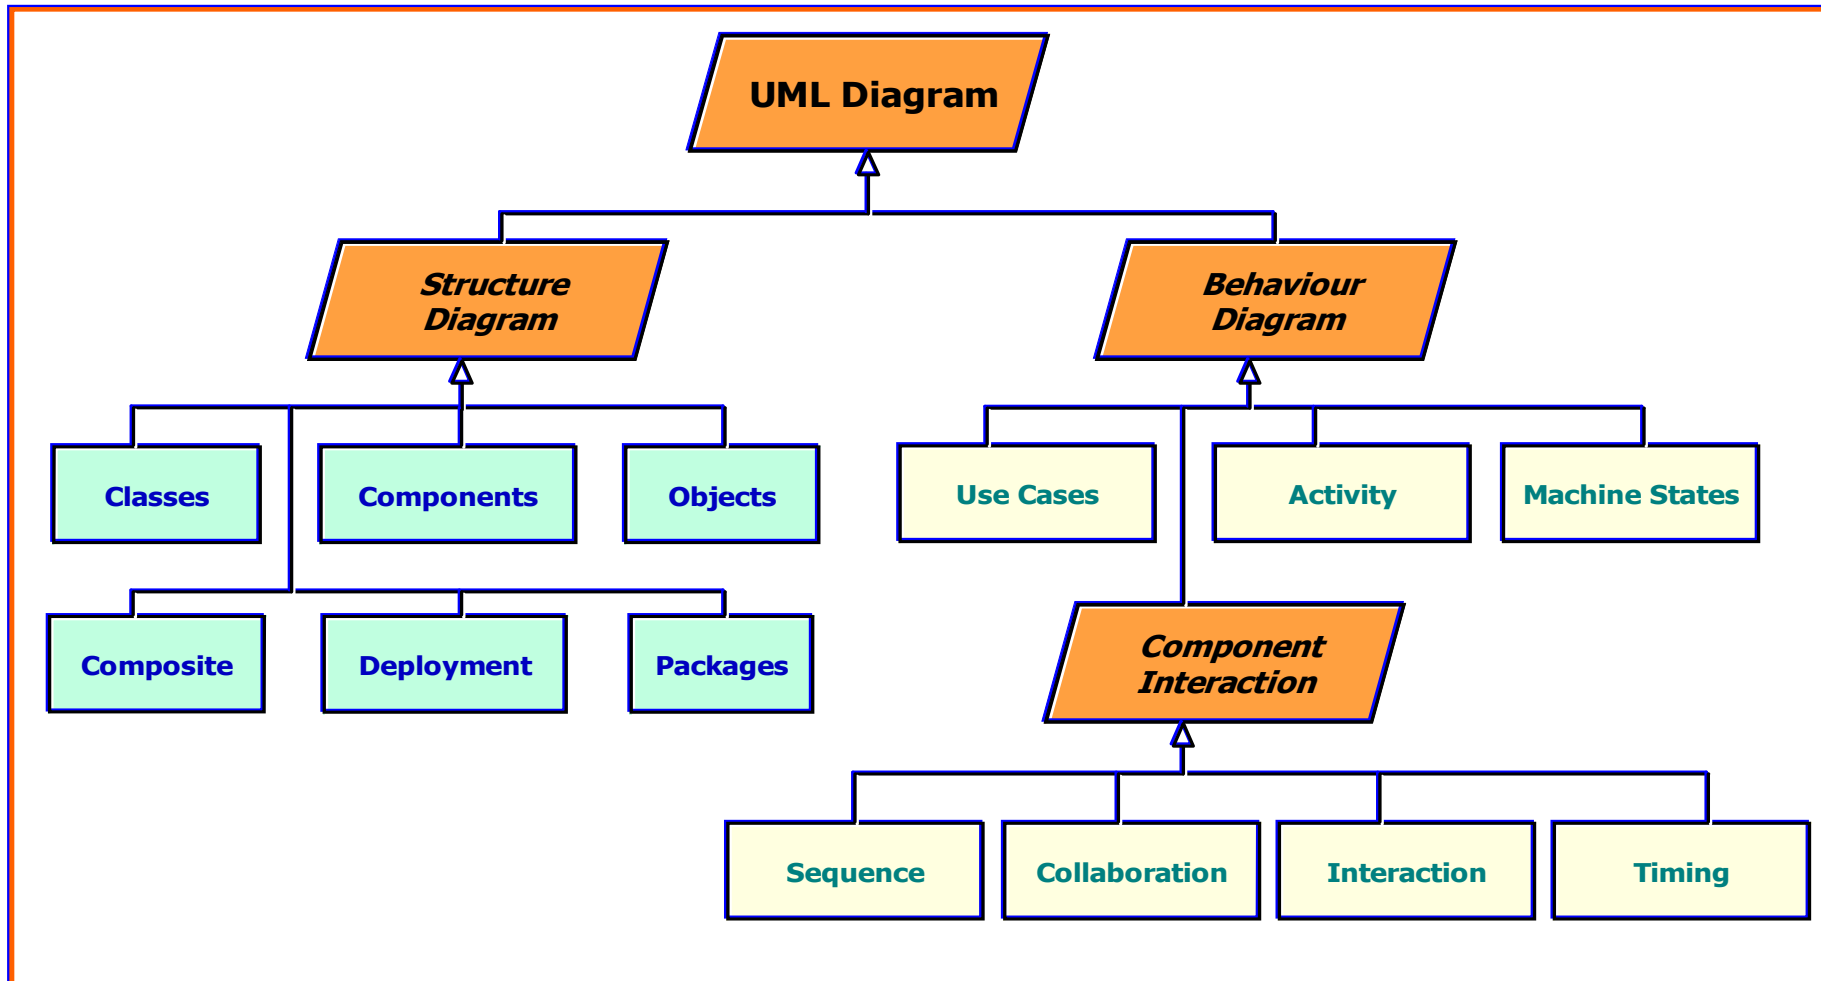 UML Diagram
Structure
Diagram
Behaviour
Diagram
Classes
Components
Objects
Use Cases
Activity
Machine States
Composite
Deployment
Packages
Component
Interaction
Sequence
Collaboration
Interaction
Timing